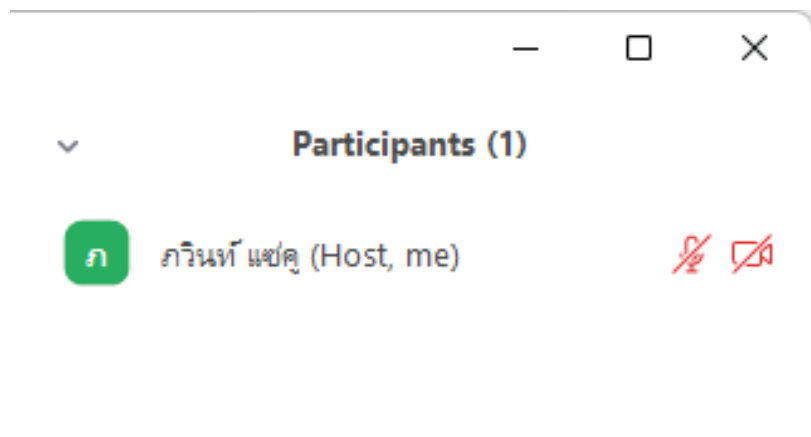 Participants (1)
ภ ภวินท์ แซ่คู (Host, me)